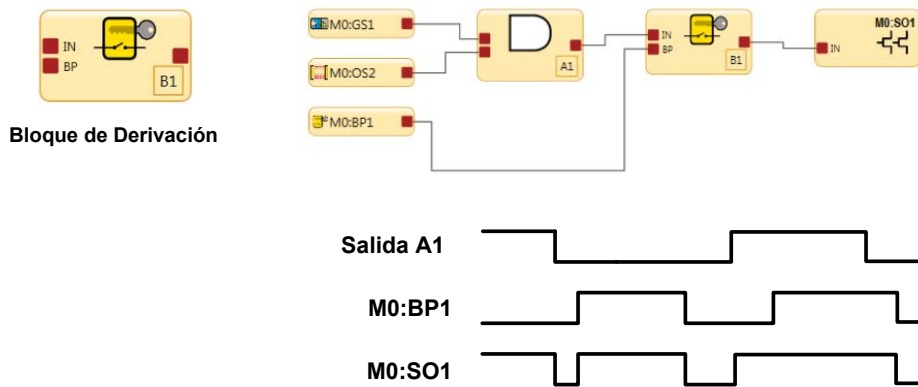 IN
BP
B1
Bloque de Derivación
M0:GS1
M0:OS2
M0:BP1
A1
IN
BP
B1
M0:SO1
IN
Salida A1
M0:BP1
M0:SO1